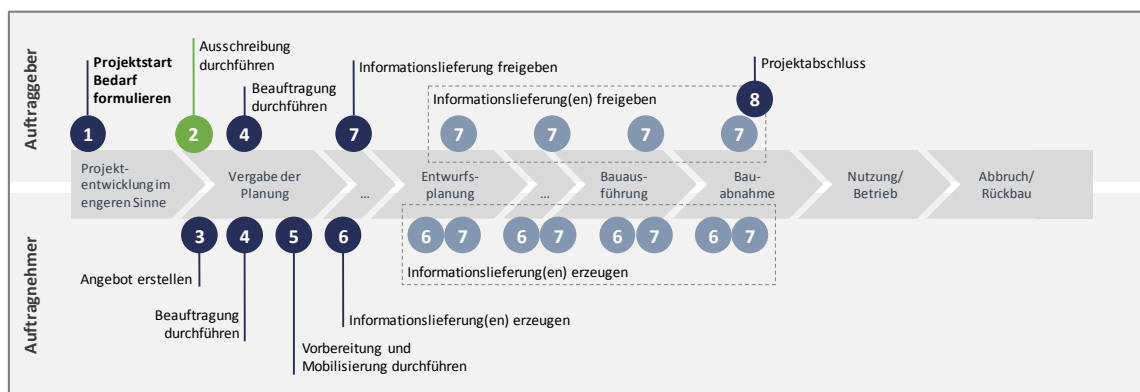 Auftraggeber
Projektstart
Bedarf
formulieren
Ausschreibung
durchführen
Beauftragung
durchführen
Informationslieferung freigeben
Informationslieferung(en) freigeben
Projektabschluss
1
2
4
7
7
7
7
7
8
Projekt-
entwicklung im
engeren Sinne
Vergabe der
Planung
...
Entwurfs-
planung
...
Bauaus-
führung
Bau-
abnahme
Nutzung/
Betrieb
Abbruch/
Rückbau
Auftragnehmer
3
4
5
6
6 7
6 7
6 7
6 7
Angebot erstellen
Informationslieferung(en) erzeugen
Beauftragung
durchführen
Informationslieferung(en) erzeugen
Vorbereitung und
Mobilisierung durchführen